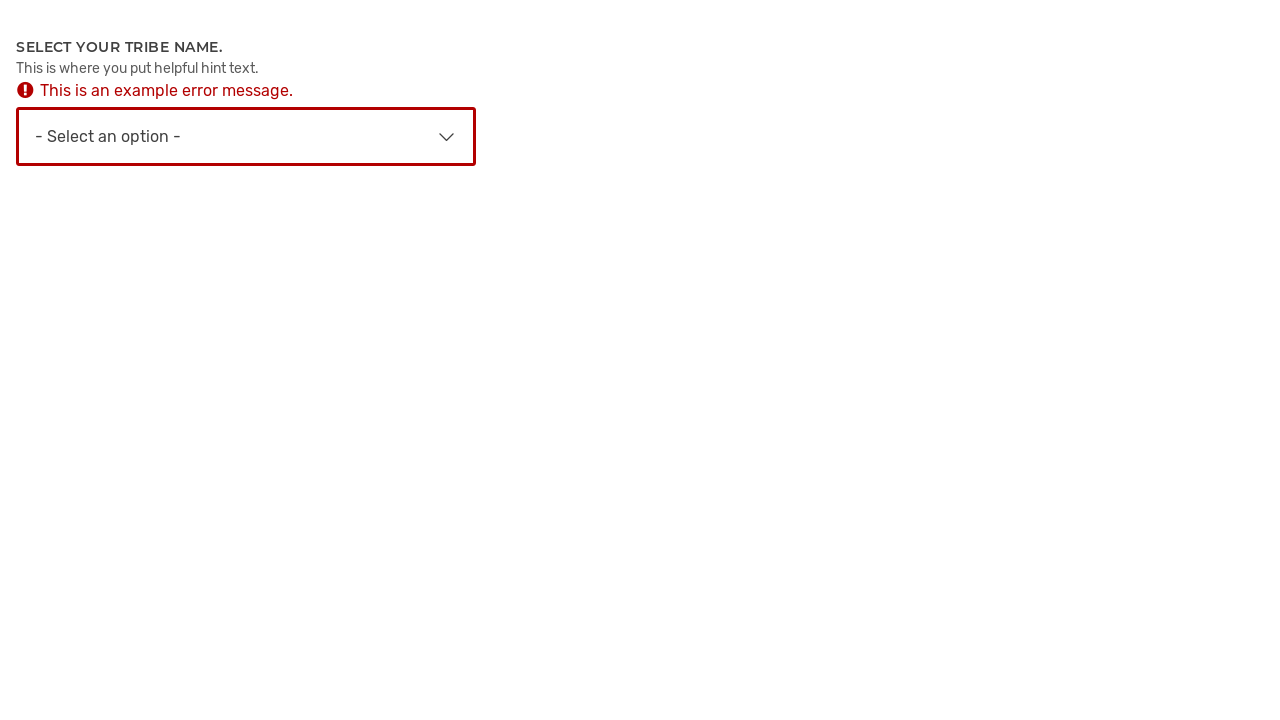 SELECT YOUR TRIBE NAME.
This is where you put helpful hint text.
This is an example error message.
- Select an option -